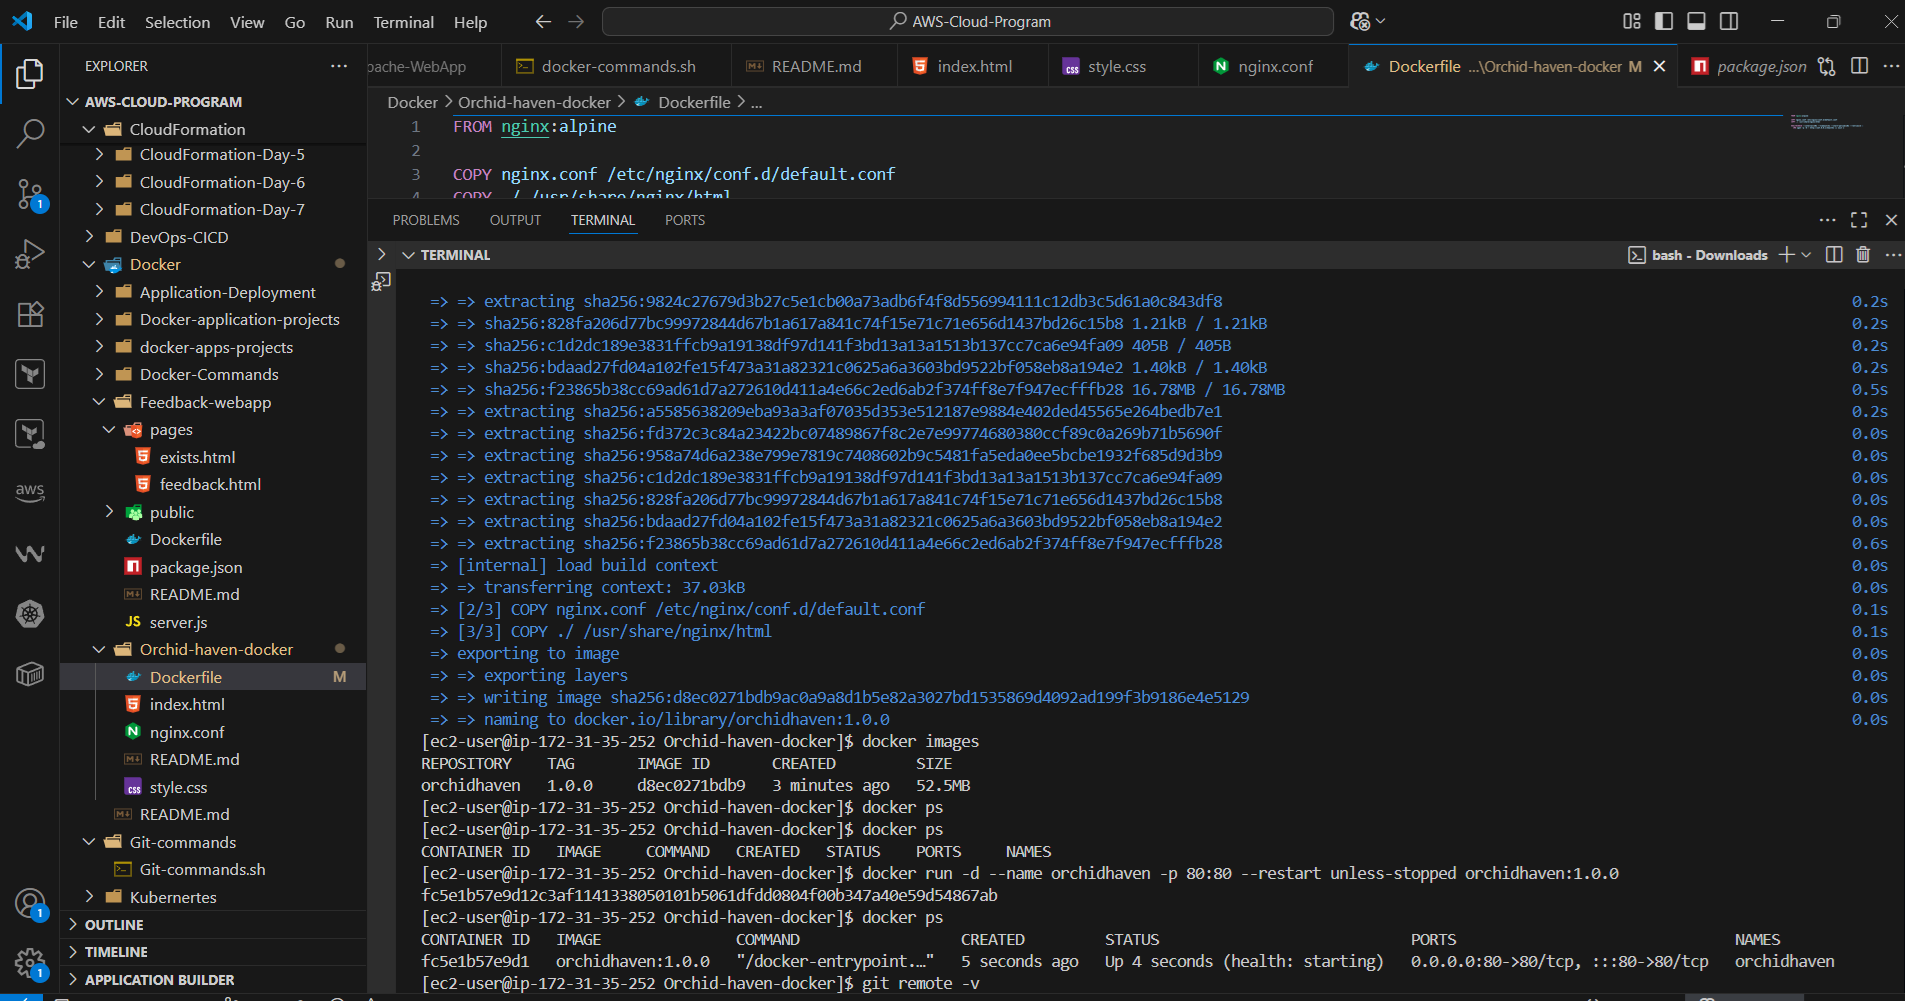 File Edit Selection View Go Run Terminal Help
AWS-Cloud-Program
EXPLORER
AWS-CLOUD-PROGRAM
CloudFormation
CloudFormation-Day-5
CloudFormation-Day-6
CloudFormation-Day-7
DevOps-CICD
Docker
Application-Deployment
Docker-application-projects
docker-apps-projects
Docker-Commands
Feedback-webapp
pages
exists.html
feedback.html
public
Dockerfile
package.json
README.md
JS server.js
Orchid-haven-docker
Dockerfile M
index.html
nginx.conf
README.md
style.css
README.md
Git-commands
Git-commands.sh
Kubernertes
OUTLINE
TIMELINE
APPLICATION BUILDER
aws
1
1
1
pache-WebApp docker-commands.sh README.md index.html style.css nginx.conf Dockerfile ...\Orchid-haven-docker M package.json
Docker > Orchid-haven-docker > Dockerfile > ...
1 FROM nginx:alpine
2
3 COPY nginx.conf /etc/nginx/conf.d/default.conf
4 COPY ./ /usr/share/nginx/html
PROBLEMS OUTPUT TERMINAL PORTS
TERMINAL
bash - Downloads
=> => extracting sha256:9824c27679d3b27c5e1cb00a73adb6f4f8d556994111c12db3c5d61a0c843df8 0.2s
=> => sha256:828fa206d77bc99972844d67b1a617a841c74f15e71c71e656d1437bd26c15b8 1.21kB / 1.21kB 0.2s
=> => sha256:c1d2dc189e3831ffcb9a19138df97d141f3bd13a13a1513b137cc7ca6e94fa09 405B / 405B 0.2s
=> => sha256:bdaad27fd04a102fe15f473a31a82321c0625a6a3603bd9522bf058eb8a194e2 1.40kB / 1.40kB 0.2s
=> => sha256:f23865b38cc69ad61d7a272610d411a4e66c2ed6ab2f374ff8e7f947ecfffb28 16.78MB / 16.78MB 0.5s
=> => extracting sha256:a5585638209eba93a3af07035d353e512187e9884e402ded45565e264bedb7e1 0.2s
=> => extracting sha256:fd372c3c84a23422bc07489867f8c2e7e99774680380ccf89c0a269b71b5690f 0.0s
=> => extracting sha256:958a74d6a238e799e7819c7408602b9c5481fa5eda0ee5bcbe1932f685d9d3b9 0.0s
=> => extracting sha256:c1d2dc189e3831ffcb9a19138df97d141f3bd13a13a1513b137cc7ca6e94fa09 0.0s
=> => extracting sha256:828fa206d77bc99972844d67b1a617a841c74f15e71c71e656d1437bd26c15b8 0.0s
=> => extracting sha256:bdaad27fd04a102fe15f473a31a82321c0625a6a3603bd9522bf058eb8a194e2 0.0s
=> => extracting sha256:f23865b38cc69ad61d7a272610d411a4e66c2ed6ab2f374ff8e7f947ecfffb28 0.6s
=> [internal] load build context 0.0s
=> => transferring context: 37.03kB 0.0s
=> [2/3] COPY nginx.conf /etc/nginx/conf.d/default.conf 0.1s
=> [3/3] COPY ./ /usr/share/nginx/html 0.1s
=> exporting to image 0.0s
=> => exporting layers 0.0s
=> => writing image sha256:d8ec0271bdb9ac0a9a8d1b5e82a3027bd1535869d4092ad199f3b9186e4e5129 0.0s
=> => naming to docker.io/library/orchidhaven:1.0.0 0.0s
[ec2-user@ip-172-31-35-252 Orchid-haven-docker]$ docker images
REPOSITORY TAG IMAGE ID CREATED SIZE
orchidhaven 1.0.0 d8ec0271bdb9 3 minutes ago 52.5MB
[ec2-user@ip-172-31-35-252 Orchid-haven-docker]$ docker ps
[ec2-user@ip-172-31-35-252 Orchid-haven-docker]$ docker ps
CONTAINER ID IMAGE COMMAND CREATED STATUS PORTS NAMES
[ec2-user@ip-172-31-35-252 Orchid-haven-docker]$ docker run -d --name orchidhaven -p 80:80 --restart unless-stopped orchidhaven:1.0.0
fc5e1b57e9d12c3af1141338050101b5061dfdd0804f00b347a40e59d54867ab
[ec2-user@ip-172-31-35-252 Orchid-haven-docker]$ docker ps
CONTAINER ID IMAGE COMMAND CREATED STATUS PORTS NAMES
fc5e1b57e9d1 orchidhaven:1.0.0 "/docker-entrypoint.…" 5 seconds ago Up 4 seconds (health: starting) 0.0.0.0:80->80/tcp, :::80->80/tcp orchidhaven
[ec2-user@ip-172-31-35-252 Orchid-haven-docker]$ git remote -v